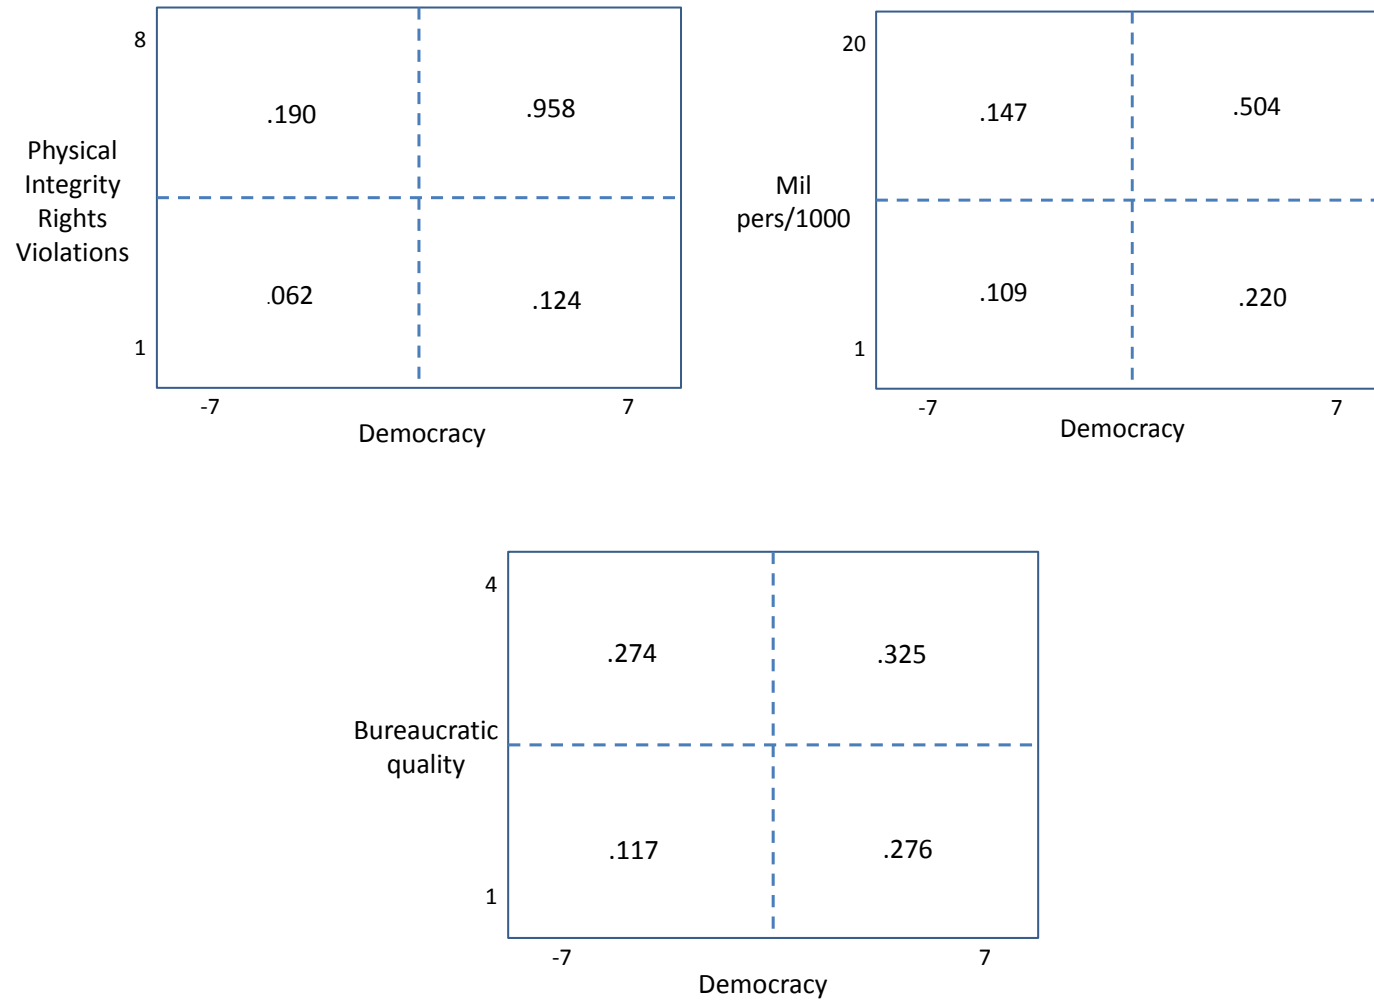 8
.190
.958
Physical
Integrity
Rights
Violations
.062
.124
1
-7
7
Democracy
20
.147
.504
Mil
pers/1000
.109
.220
1
-7
7
Democracy
4
.274
.325
Bureaucratic
quality
.117
.276
1
-7
7
Democracy